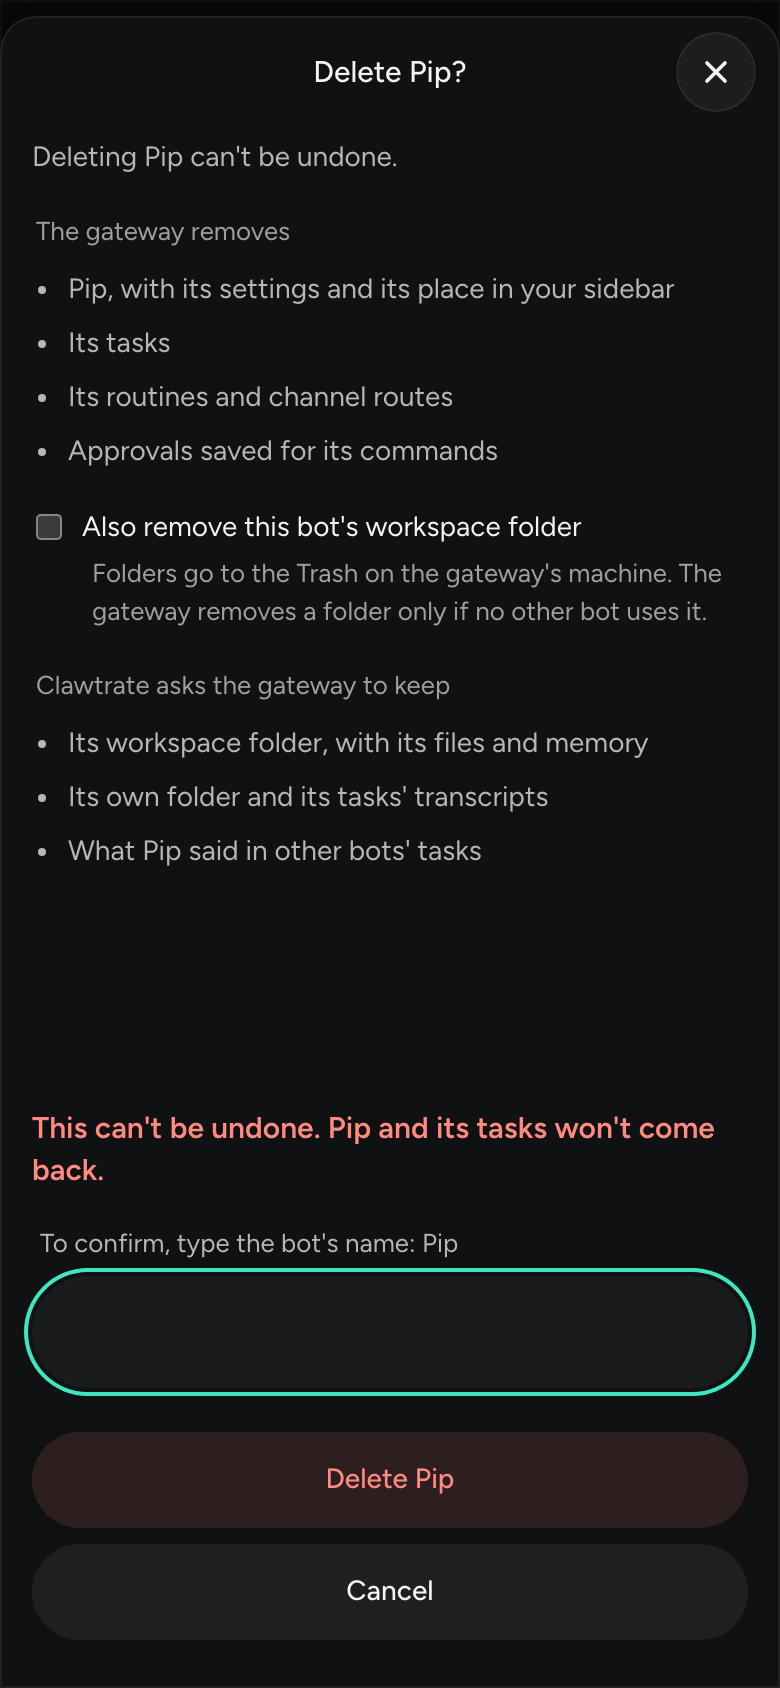 Delete Pip?
Deleting Pip can't be undone.
The gateway removes
• Pip, with its settings and its place in your sidebar
• Its tasks
• Its routines and channel routes
• Approvals saved for its commands
Also remove this bot's workspace folder
Folders go to the Trash on the gateway's machine. The
gateway removes a folder only if no other bot uses it.
Clawtrate asks the gateway to keep
• Its workspace folder, with its files and memory
• Its own folder and its tasks' transcripts
• What Pip said in other bots' tasks
This can't be undone. Pip and its tasks won't come
back.
To confirm, type the bot's name: Pip
Delete Pip
Cancel